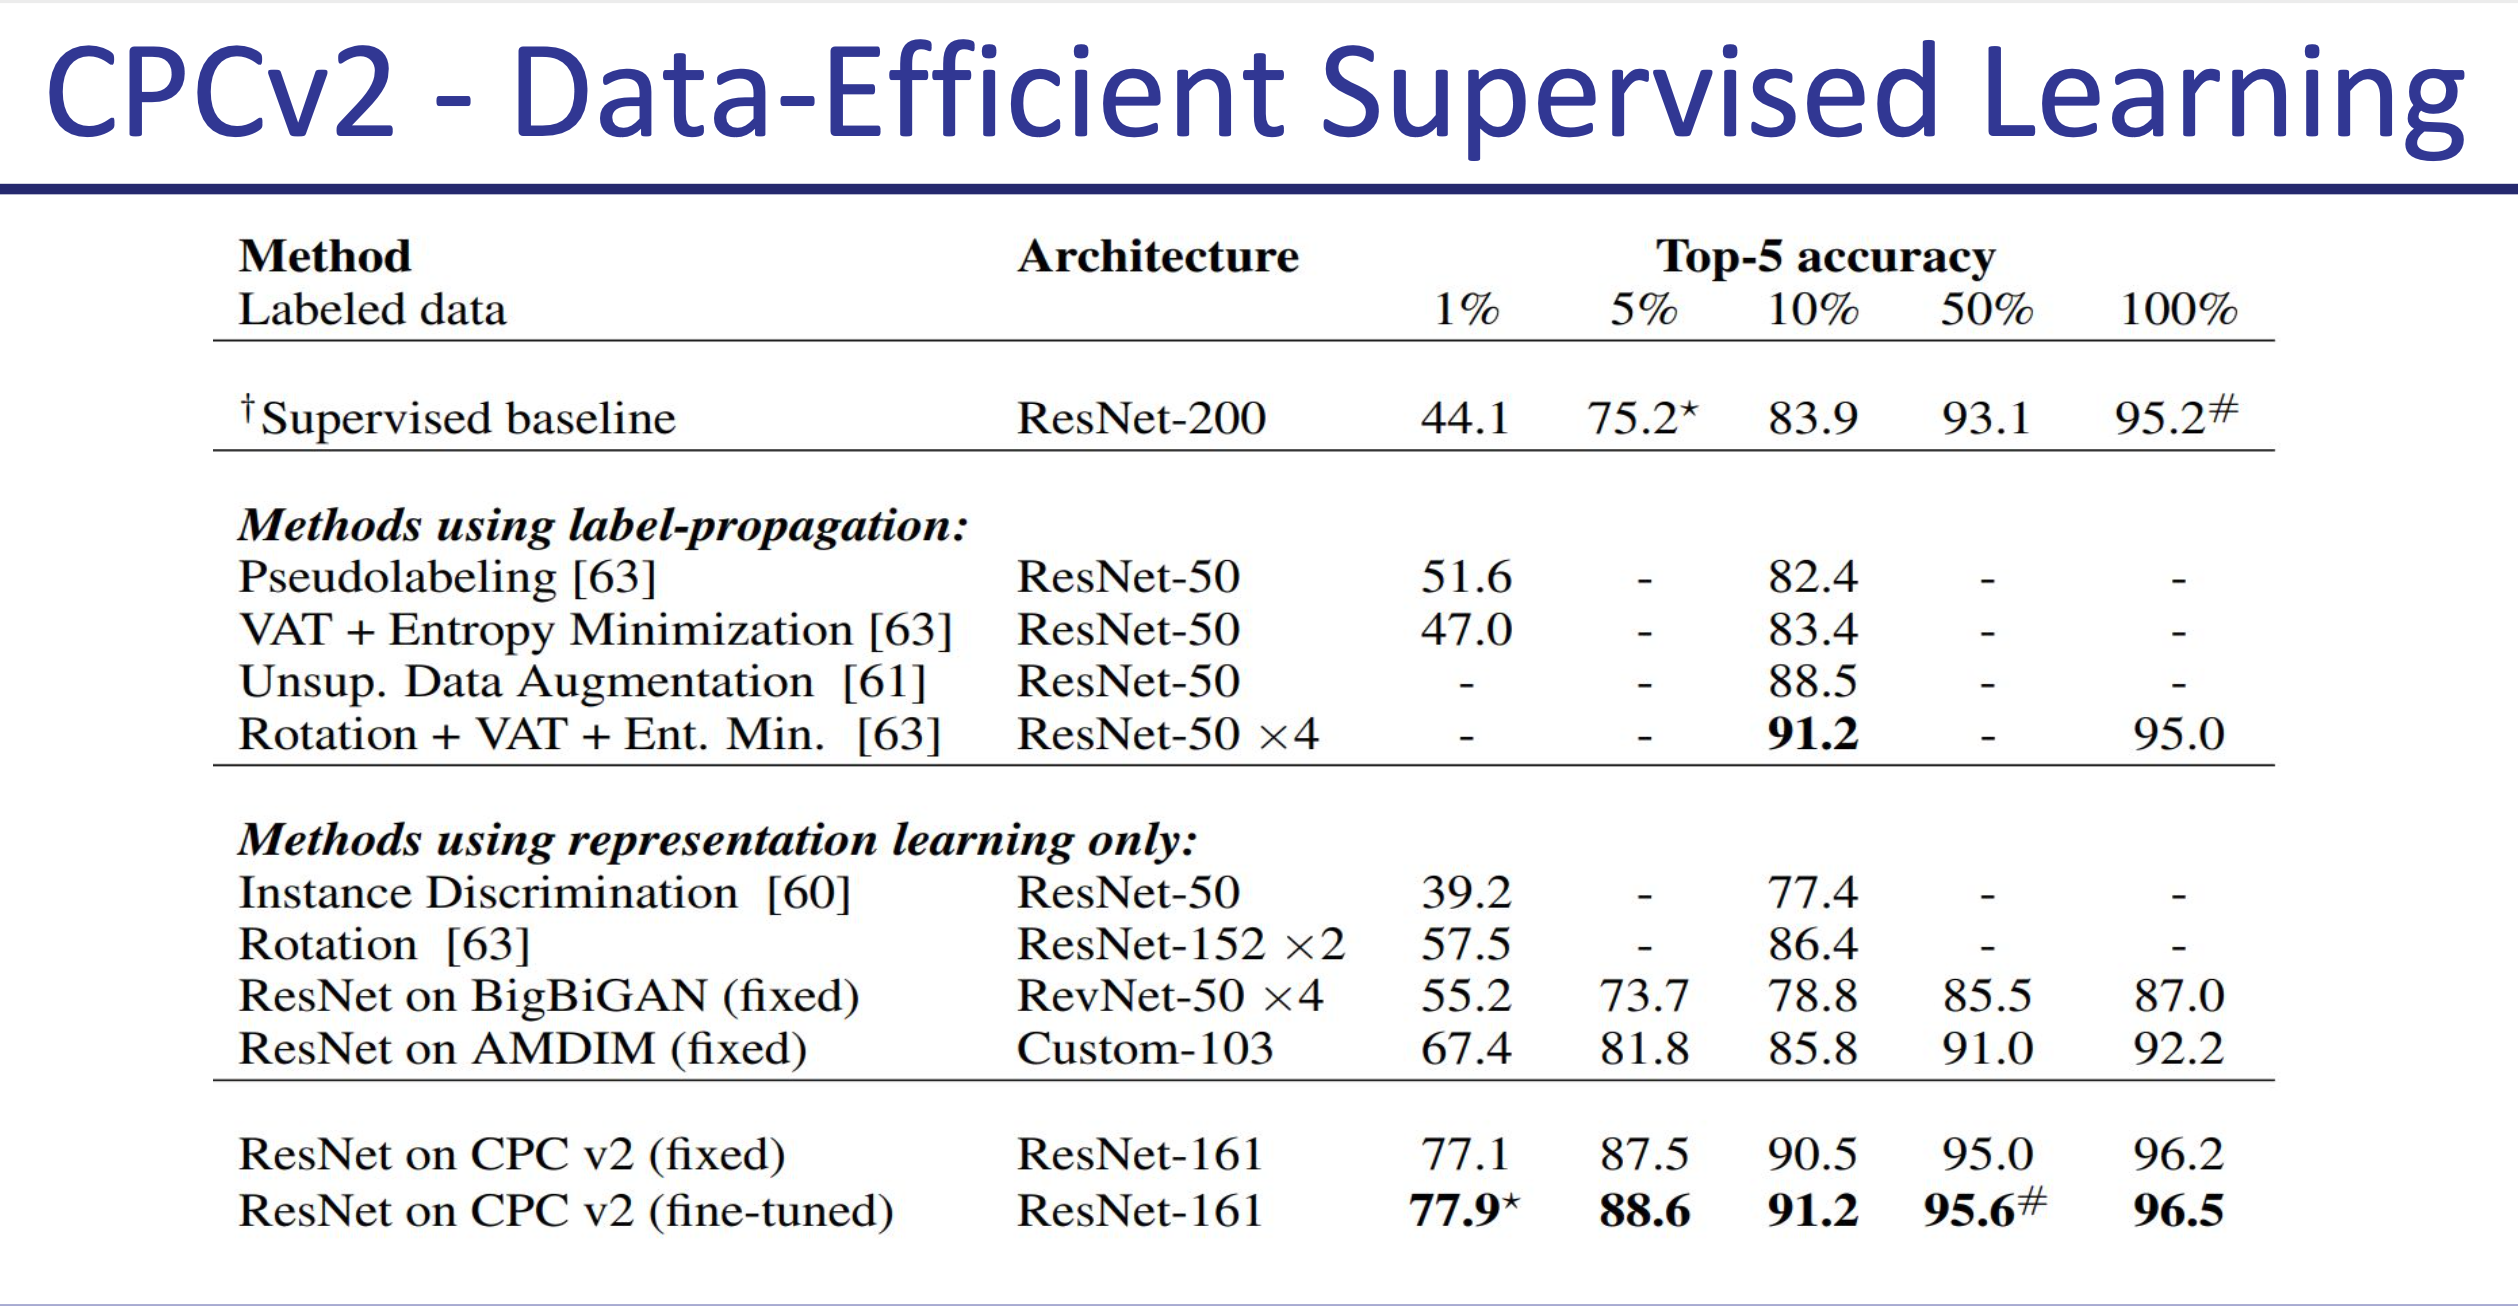 CPCv2 - Data-Efficient Supervised Learning
Method Architecture Top-5 accuracy
Labeled data 1% 5% 10% 50% 100%
†Supervised baseline ResNet-200 44.1 75.2* 83.9 93.1 95.2#
Methods using label-propagation:
Pseudolabeling [63] ResNet-50 51.6 - 82.4 - -
VAT + Entropy Minimization [63] ResNet-50 47.0 - 83.4 - -
Unsup. Data Augmentation [61] ResNet-50 - - 88.5 - -
Rotation + VAT + Ent. Min. [63] ResNet-50 ×4 - - 91.2 - 95.0
Methods using representation learning only:
Instance Discrimination [60] ResNet-50 39.2 - 77.4 - -
Rotation [63] ResNet-152 ×2 57.5 - 86.4 - -
ResNet on BigBiGAN (fixed) RevNet-50 ×4 55.2 73.7 78.8 85.5 87.0
ResNet on AMDIM (fixed) Custom-103 67.4 81.8 85.8 91.0 92.2
ResNet on CPC v2 (fixed) ResNet-161 77.1 87.5 90.5 95.0 96.2
ResNet on CPC v2 (fine-tuned) ResNet-161 77.9* 88.6 91.2 95.6# 96.5